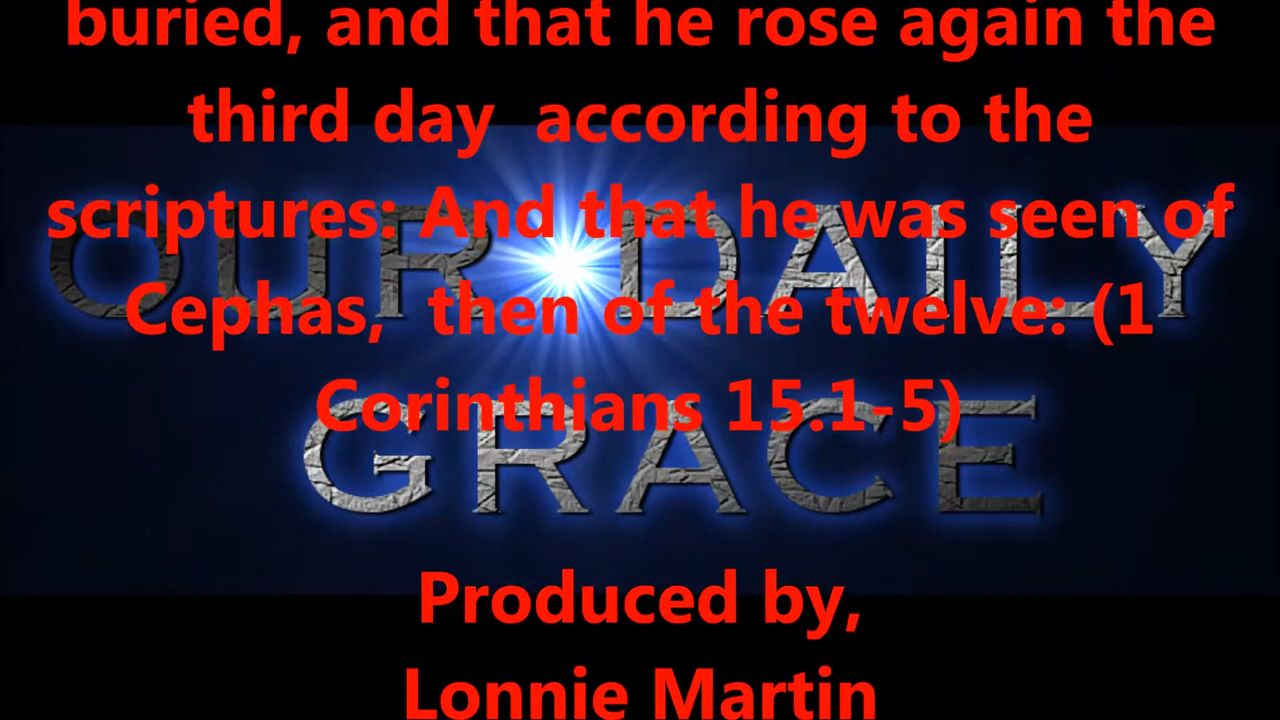 buried, and that he rose again the
third day  according to the
scriptures: And that he was seen of
OUR DAILY
Cephas,  then of the twelve: (1
Corinthians 15.1-5)
GRACE
Produced by,
Lonnie Martin